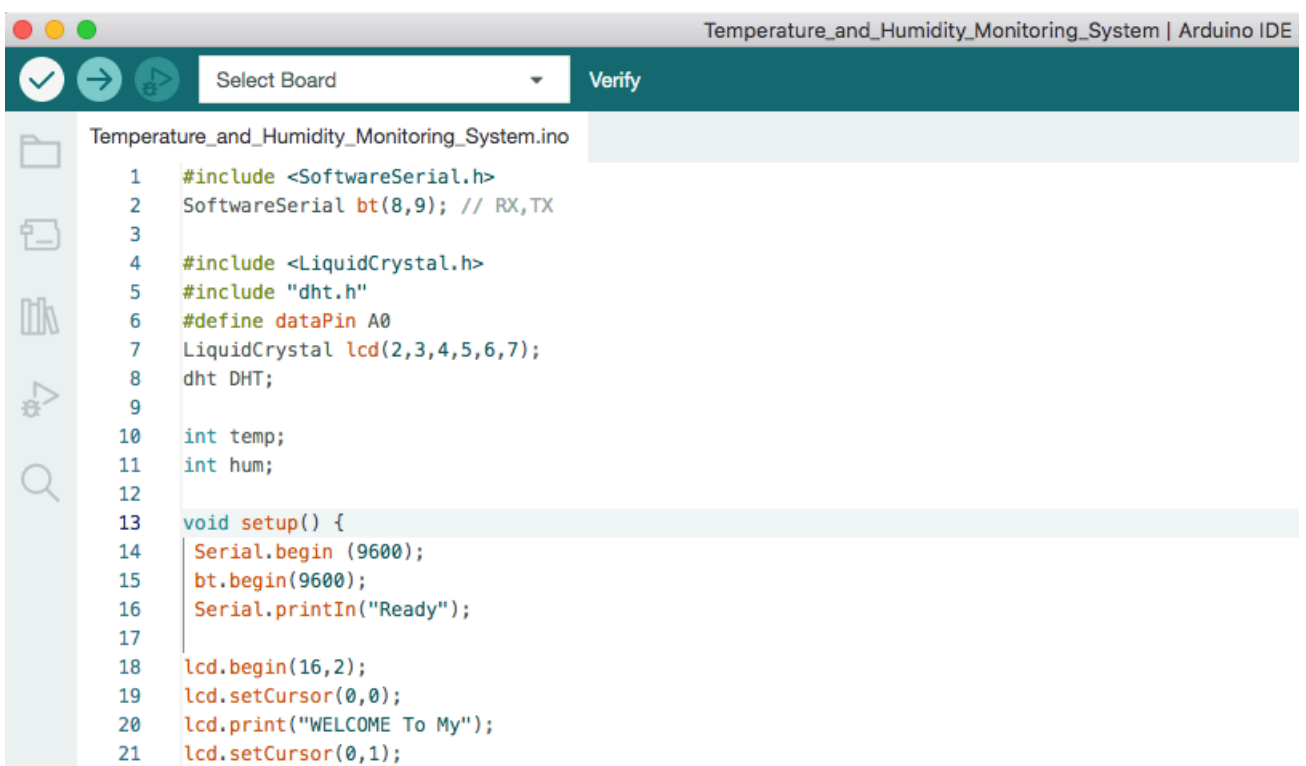 Temperature_and_Humidity_Monitoring_System | Arduino IDE
Select Board Verify
Temperature_and_Humidity_Monitoring_System.ino
1 #include <SoftwareSerial.h>
2 SoftwareSerial bt(8,9); // RX,TX
3
4 #include <LiquidCrystal.h>
5 #include "dht.h"
6 #define dataPin A0
7 LiquidCrystal lcd(2,3,4,5,6,7);
8 dht DHT;
9
10 int temp;
11 int hum;
12
13 void setup() {
14 Serial.begin (9600);
15 bt.begin(9600);
16 Serial.printIn("Ready");
17
18 lcd.begin(16,2);
19 lcd.setCursor(0,0);
20 lcd.print("WELCOME To My");
21 lcd.setCursor(0,1);